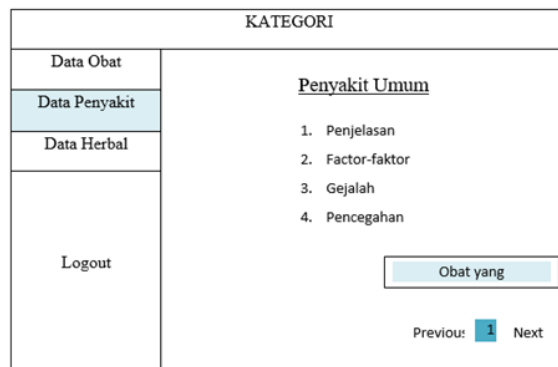 KATEGORI
Data Obat
Data Penyakit
Data Herbal
Logout
Penyakit Umum
1. Penjelasan
2. Factor-faktor
3. Gejalah
4. Pencegahan
Obat yang
Previous 1 Next